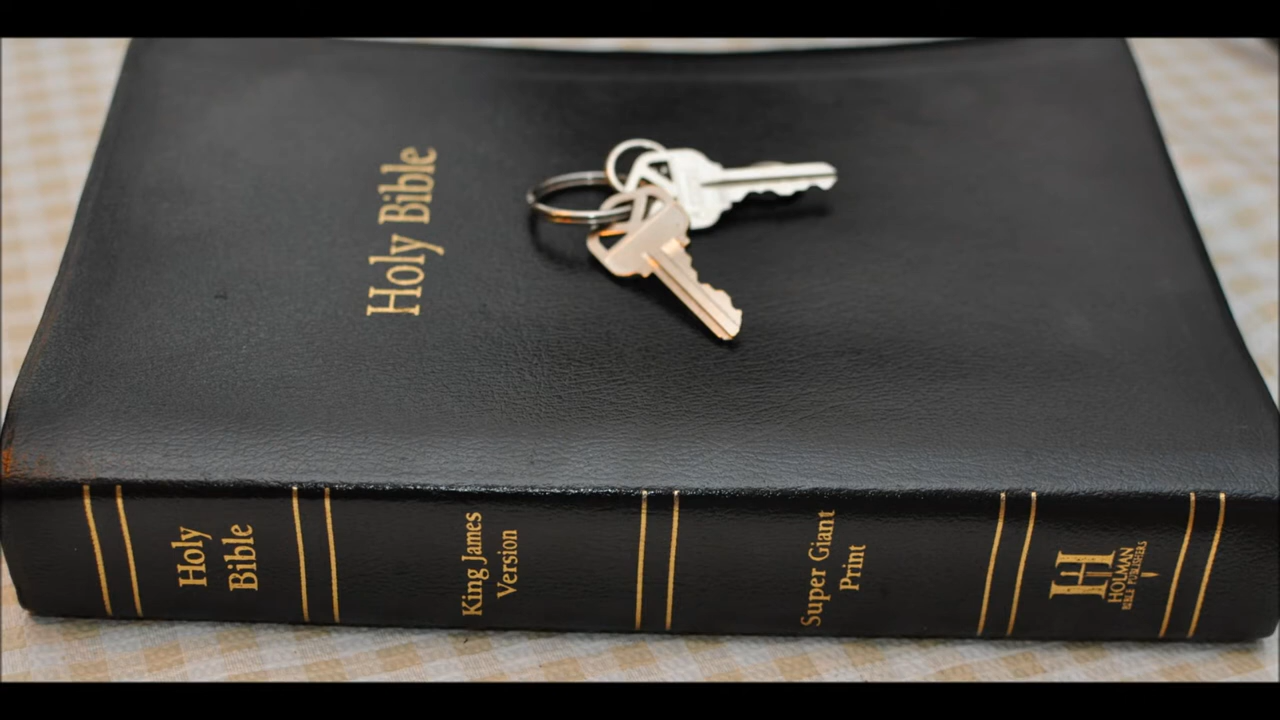 Holy Bible
Holy
Bible
King James
Version
Super Giant
Print
HOLMAN
BIBLE PUBLISHERS